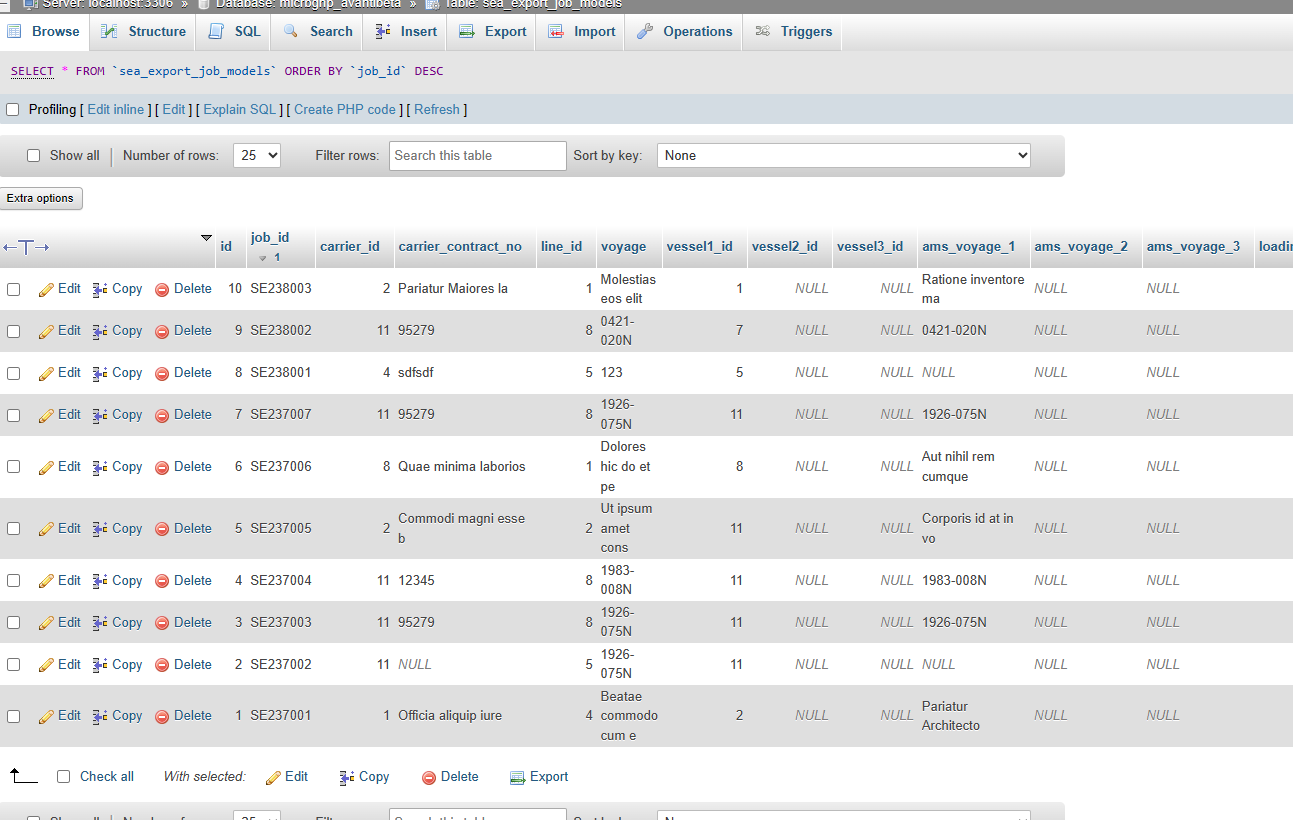 Server: localhost:3306 » Database: micrbghp_avantibeta » Table: sea_export_job_models
Browse Structure SQL Search Insert Export Import Operations Triggers
SELECT * FROM `sea_export_job_models` ORDER BY `job_id` DESC
Profiling [ Edit inline ] [ Edit ] [ Explain SQL ] [ Create PHP code ] [ Refresh ]
Show all Number of rows: 25 Filter rows: Search this table Sort by key: None
Extra options
id job_id 1 carrier_id carrier_contract_no line_id voyage vessel1_id vessel2_id vessel3_id ams_voyage_1 ams_voyage_2 ams_voyage_3 loadin
Edit Copy Delete 10 SE238003 2 Pariatur Maiores la 1 Molestias eos elit 1 NULL NULL Ratione inventore ma NULL NULL
Edit Copy Delete 9 SE238002 11 95279 8 0421-020N 7 NULL NULL 0421-020N NULL NULL
Edit Copy Delete 8 SE238001 4 sdfsdf 5 123 5 NULL NULL NULL NULL NULL
Edit Copy Delete 7 SE237007 11 95279 8 1926-075N 11 NULL NULL 1926-075N NULL NULL
Edit Copy Delete 6 SE237006 8 Quae minima laborios 1 Dolores hic do et pe 8 NULL NULL Aut nihil rem cumque NULL NULL
Edit Copy Delete 5 SE237005 2 Commodi magni esse b 2 Ut ipsum amet cons 11 NULL NULL Corporis id at in vo NULL NULL
Edit Copy Delete 4 SE237004 11 12345 8 1983-008N 11 NULL NULL 1983-008N NULL NULL
Edit Copy Delete 3 SE237003 11 95279 8 1926-075N 11 NULL NULL 1926-075N NULL NULL
Edit Copy Delete 2 SE237002 11 NULL 5 1926-075N 11 NULL NULL NULL NULL NULL
Edit Copy Delete 1 SE237001 1 Officia aliquip iure 4 Beatae commodo cum e 2 NULL NULL Pariatur Architecto NULL NULL
Check all With selected: Edit Copy Delete Export